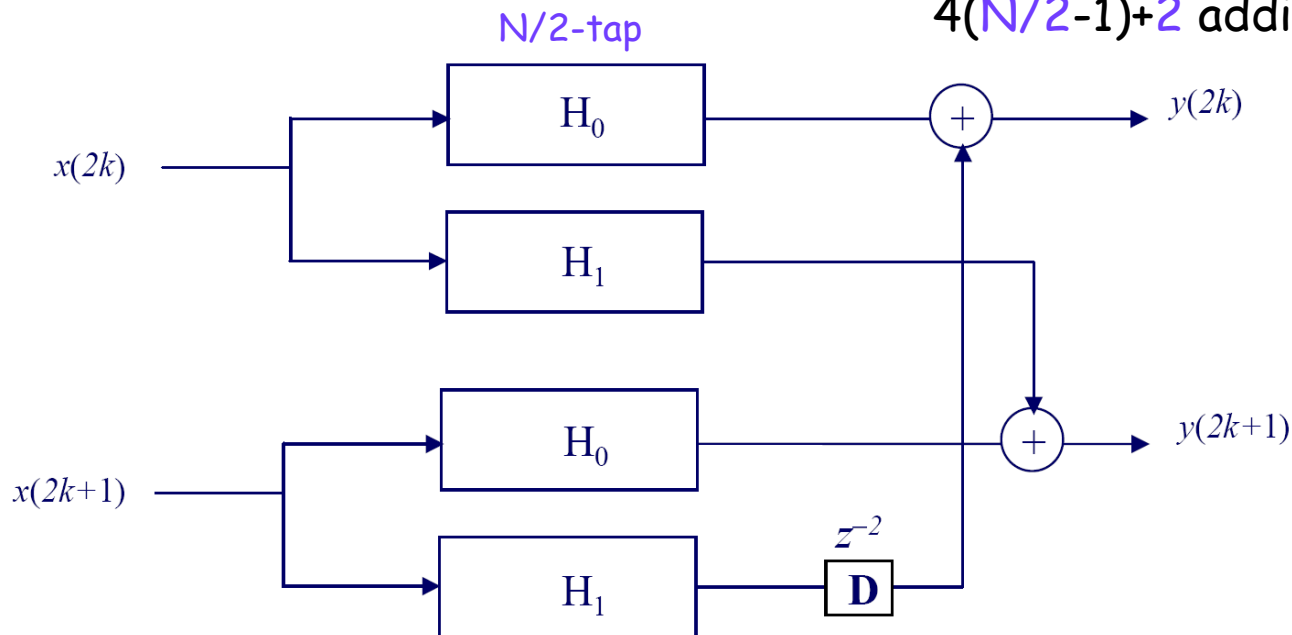 4(N/2-1)+2
N/2-tap
H₀
+
y(2k)
x(2k)
H₁
H₀
+
y(2k+1)
x(2k+1)
z⁻²
H₁
D